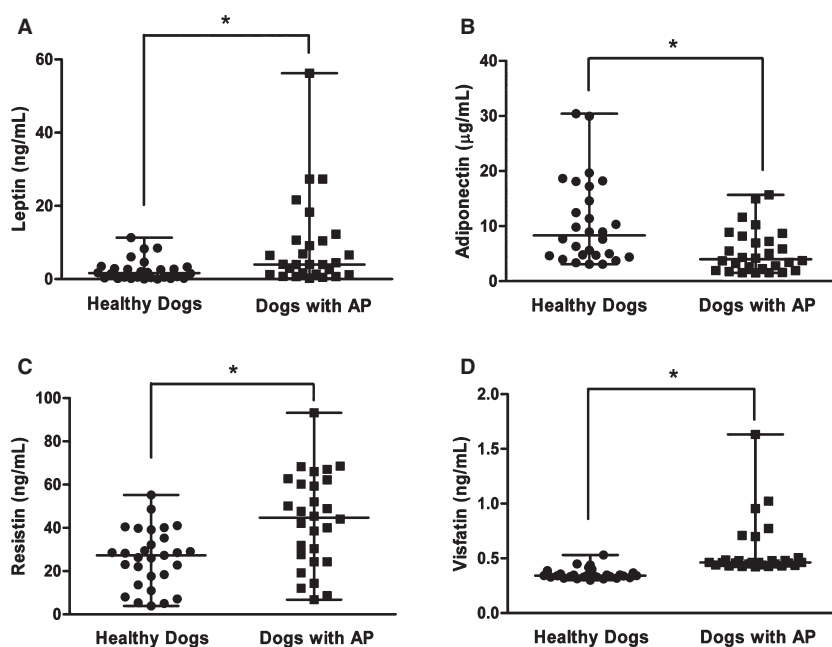 A
*
Leptin (ng/mL)
60
40
20
0
Healthy Dogs
Dogs with AP
B
*
Adiponectin (μg/mL)
40
30
20
10
0
Healthy Dogs
Dogs with AP
C
*
Resistin (ng/mL)
100
80
60
40
20
0
Healthy Dogs
Dogs with AP
D
*
Visfatin (ng/mL)
2.0
1.5
1.0
0.5
0.0
Healthy Dogs
Dogs with AP